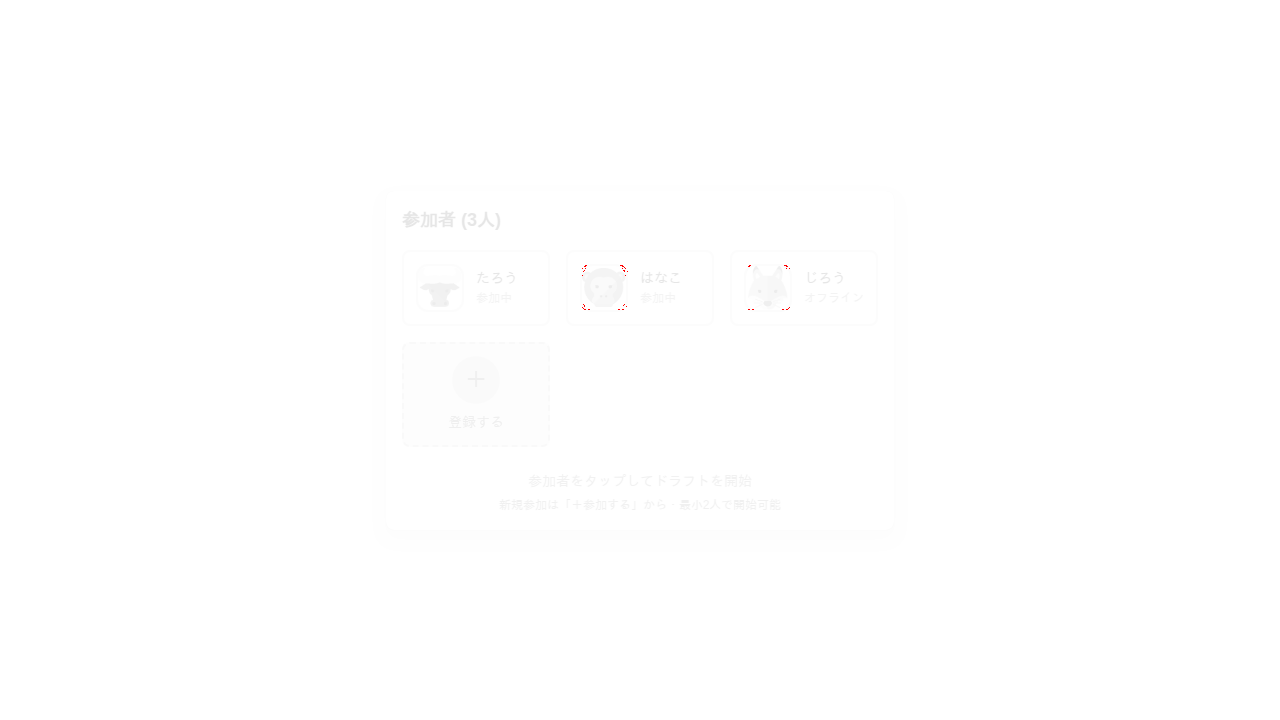 参加者 (3人)
たろう
参加中
はなこ
参加中
じろう
オフライン
+
登録する
参加者をタップしてドラフトを開始
新規参加は「＋参加する」から・最小2人で開始可能